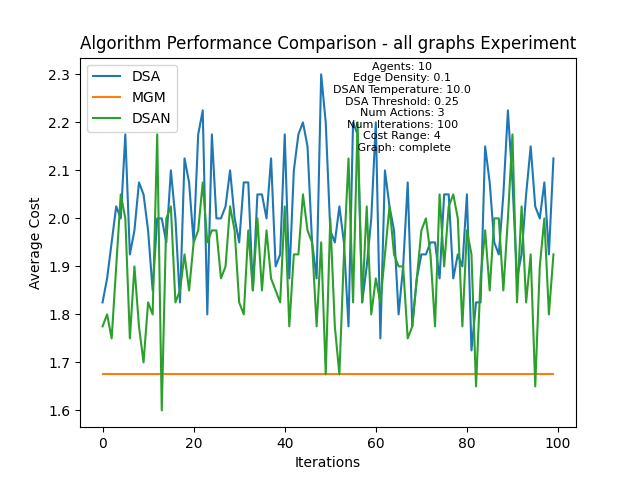 Algorithm Performance Comparison - all graphs Experiment
DSA
MGM
DSAN
Agents: 10
Edge Density: 0.1
DSAN Temperature: 10.0
DSA Threshold: 0.25
Num Actions: 3
Num Iterations: 100
Cost Range: 4
Graph: complete
Average Cost
2.3
2.2
2.1
2.0
1.9
1.8
1.7
1.6
0 20 40 60 80 100
Iterations